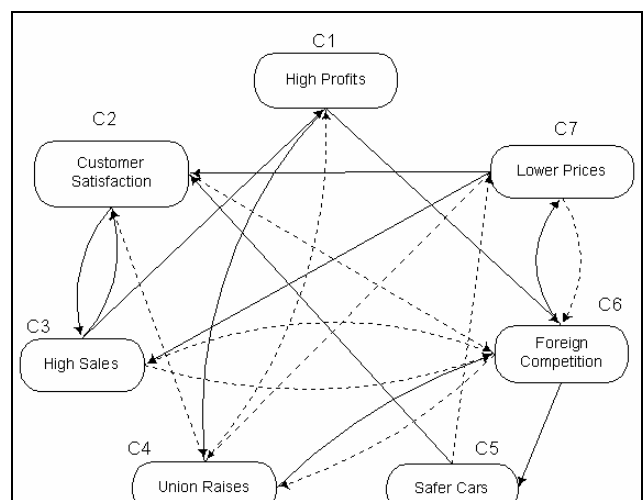 C1
High Profits
C2
Customer
Satisfaction
C7
Lower Prices
C6
Foreign
Competition
C3
High Sales
C4
Union Raises
C5
Safer Cars